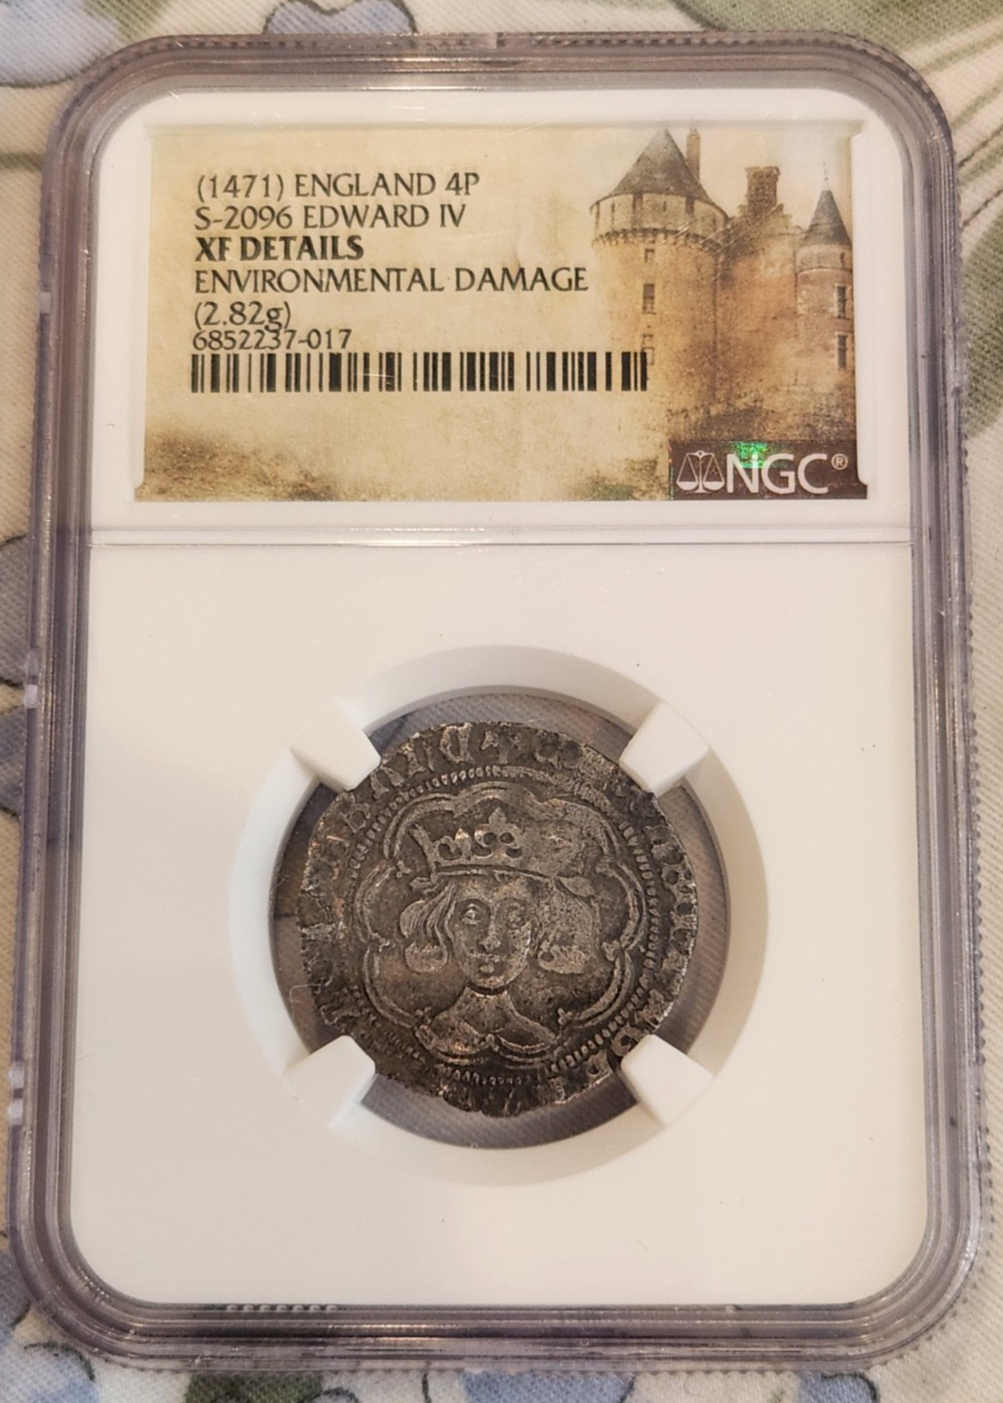 (1471) ENGLAND 4P
S-2096 EDWARD IV
XF DETAILS
ENVIRONMENTAL DAMAGE
(2.82g)
6852237-017
NGC®